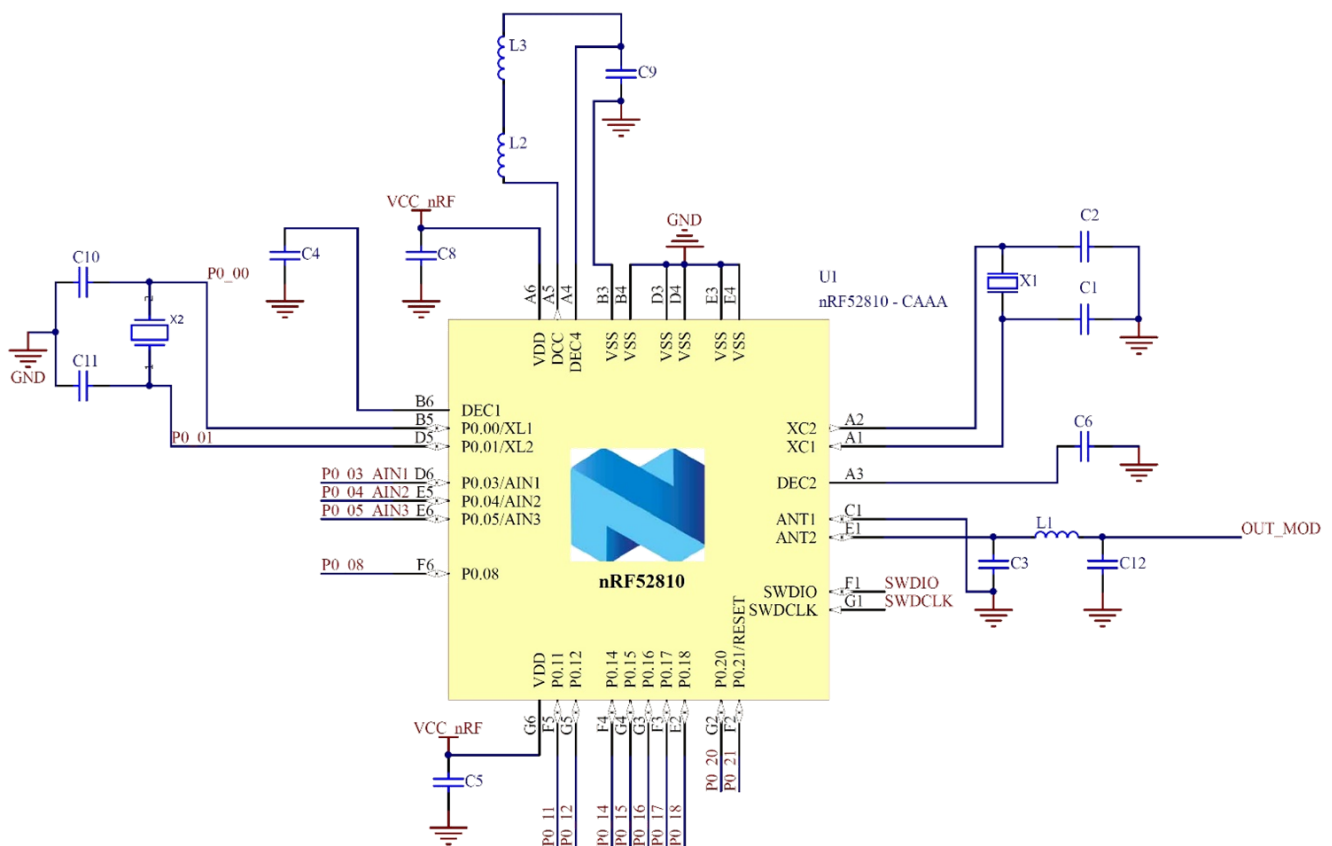 L3
C9
L2
VCC_nRF
GND
C4
C8
C2
C10
P0_00
X2
2
1
C11
GND
P0_01
A6
A5
A4
B3
B4
D3
D4
E3
E4
U1
nRF52810 - CAAA
X1
C1
VDD
DCC
DEC4
VSS
VSS
VSS
VSS
VSS
VSS
B6
DEC1
B5
P0.00/XL1
D5
P0.01/XL2
XC2
A2
XC1
A1
C6
P0_03_AIN1
D6
P0.03/AIN1
DEC2
A3
P0_04_AIN2
E5
P0.04/AIN2
P0_05_AIN3
E6
P0.05/AIN3
ANT1
C1
ANT2
E1
L1
OUT_MOD
C3
C12
P0_08
F6
P0.08
nRF52810
SWDIO
F1
SWDIO
SWDCLK
G1
SWDCLK
VDD
P0.11
P0.12
P0.14
P0.15
P0.16
P0.17
P0.18
P0.20
P0.21/RESET
G6
F5
G5
F4
G4
G3
F3
E2
G2
F2
VCC_nRF
C5
P0_11
P0_12
P0_14
P0_15
P0_16
P0_17
P0_18
P0_20
P0_21